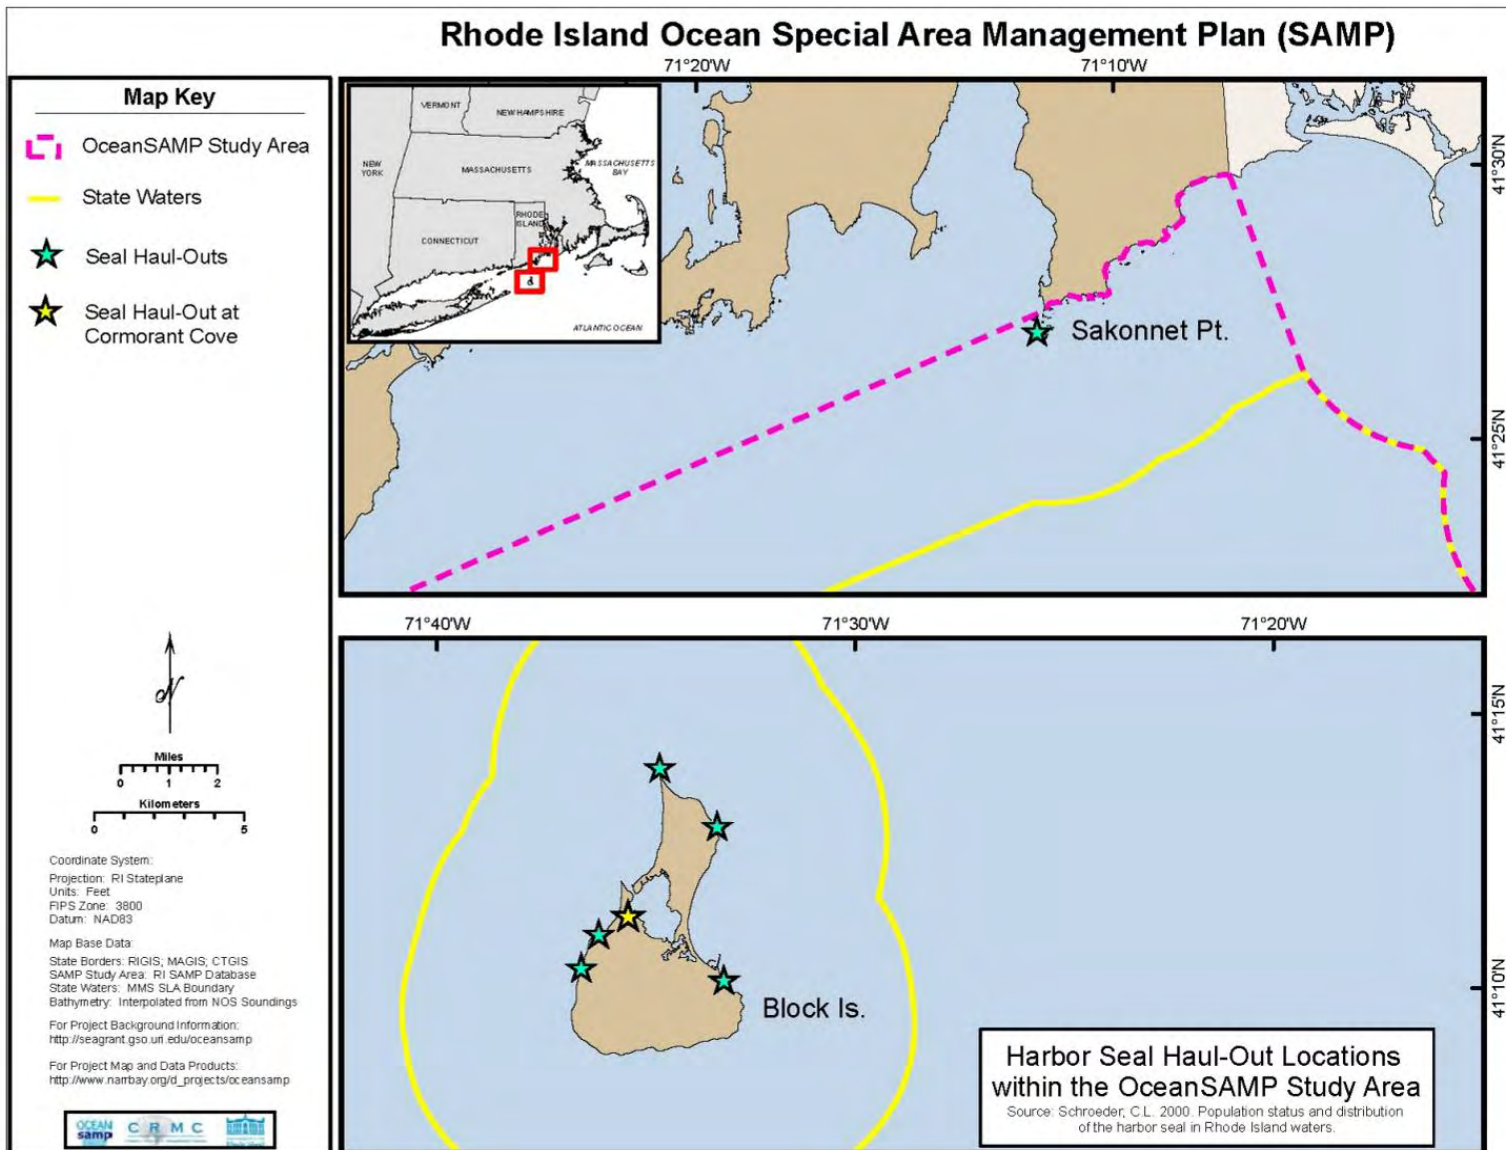 Rhode Island Ocean Special Area Management Plan (SAMP)
Map Key
OceanSAMP Study Area
State Waters
Seal Haul-Outs
Seal Haul-Out at
Cormorant Cove
Miles
0 1 2
Kilometers
0 5
Coordinate System:
Projection: RI Stateplane
Units: Feet
FIPS Zone: 3800
Datum: NAD83
Map Base Data:
State Borders: RIGIS; MAGIS; CTGIS
SAMP Study Area: RI SAMP Database
State Waters: MMS SLA Boundary
Bathymetry: Interpolated from NOS Soundings
For Project Background Information:
http://seagrant.gso.uri.edu/oceansamp
For Project Map and Data Products:
http://www.narrbay.org/d_projects/oceansamp
OCEAN
samp
C R M C
71°20'W
71°10'W
VERMONT
NEW HAMPSHIRE
NEW
YORK
MASSACHUSETTS
MASSACHUSETTS
BAY
RHODE
ISLAND
CONNECTICUT
ATLANTIC OCEAN
Sakonnet Pt.
41°30'N
41°25'N
71°40'W
71°30'W
71°20'W
41°15'N
41°10'N
Block Is.
Harbor Seal Haul-Out Locations
within the OceanSAMP Study Area
Source: Schroeder, C.L. 2000. Population status and distribution
of the harbor seal in Rhode Island waters.